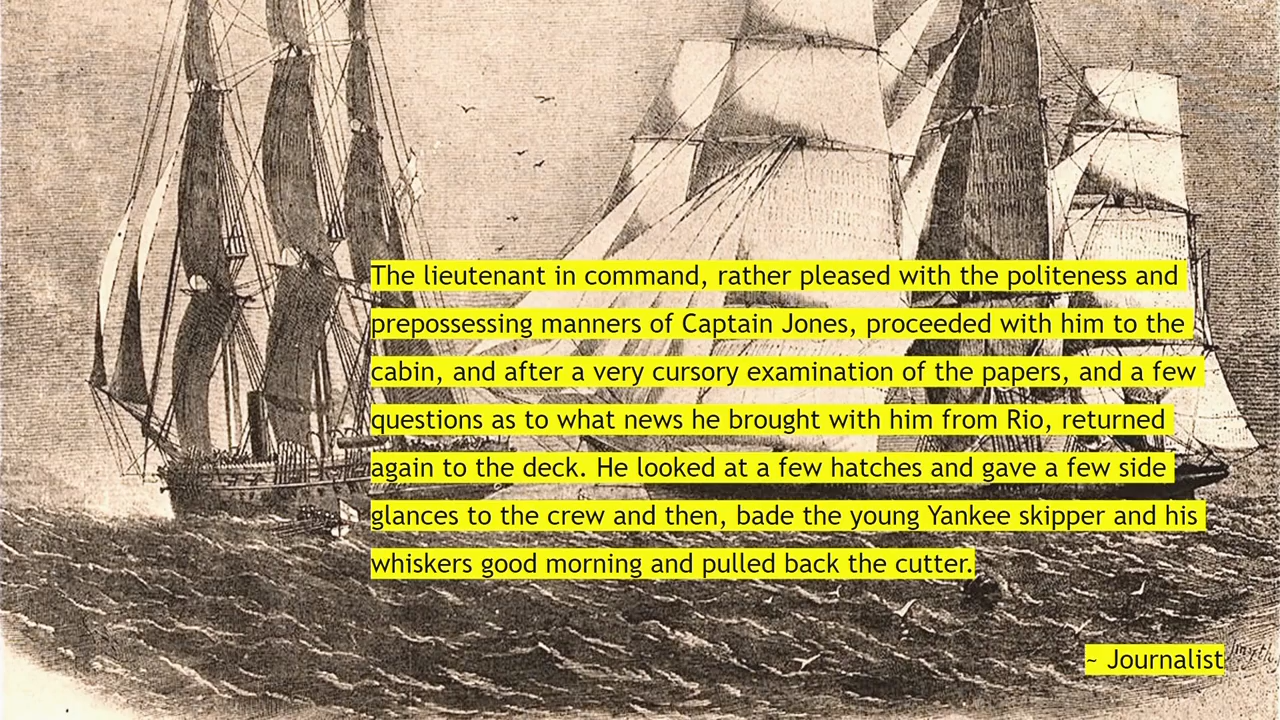 The lieutenant in command, rather pleased with the politeness and
prepossessing manners of Captain Jones, proceeded with him to the
cabin, and after a very cursory examination of the papers, and a few
questions as to what news he brought with him from Rio, returned
again to the deck. He looked at a few hatches and gave a few side
glances to the crew and then, bade the young Yankee skipper and his
whiskers good morning and pulled back the cutter.
~ Journalist